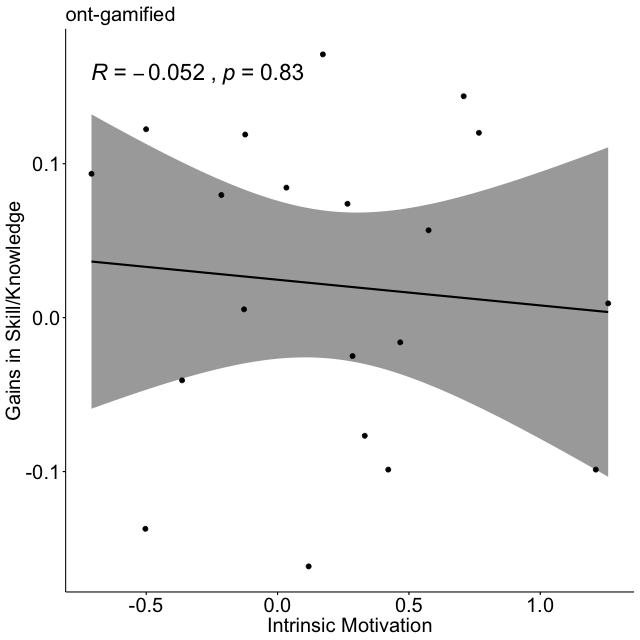 ont-gamified
R = −0.052 , p = 0.83
Gains in Skill/Knowledge
0.1
0.0
-0.1
-0.5 0.0 0.5 1.0
Intrinsic Motivation